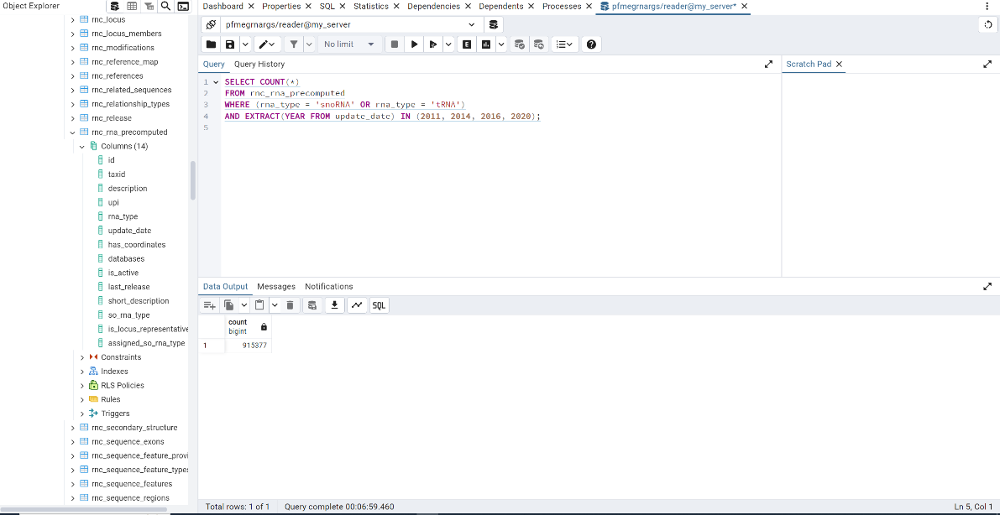 Object Explorer
Dashboard
Properties
SQL
Statistics
Dependencies
Dependents
Processes
pfmegrnargs/reader@my_server*
pfmegrnargs/reader@my_server
No limit
E
Query
Query History
Scratch Pad
1 SELECT COUNT(*)
2 FROM rnc_rna_precomputed
3 WHERE (rna_type = 'snoRNA' OR rna_type = 'tRNA')
4 AND EXTRACT(YEAR FROM update_date) IN (2011, 2014, 2016, 2020);
5
rnc_locus
rnc_locus_members
rnc_modifications
rnc_reference_map
rnc_references
rnc_related_sequences
rnc_relationship_types
rnc_release
rnc_rna_precomputed
Columns (14)
id
taxid
description
upi
rna_type
update_date
has_coordinates
databases
is_active
last_release
short_description
so_rna_type
is_locus_representative
assigned_so_rna_type
Constraints
Indexes
RLS Policies
Rules
Triggers
rnc_secondary_structure
rnc_sequence_exons
rnc_sequence_feature_provi
rnc_sequence_feature_types
rnc_sequence_features
rnc_sequence_regions
Data Output
Messages
Notifications
SQL
count
bigint
1 915377
Total rows: 1 of 1
Query complete 00:06:59.460
Ln 5, Col 1